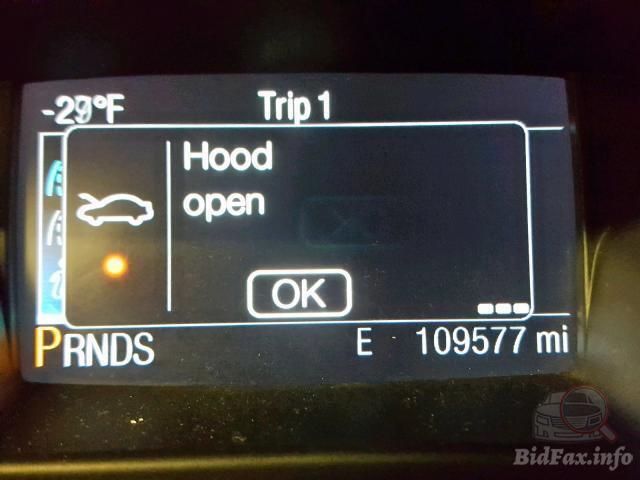 -29°F Trip 1
Hood
open
OK
PRNDS E 109577 mi
BidFax.info